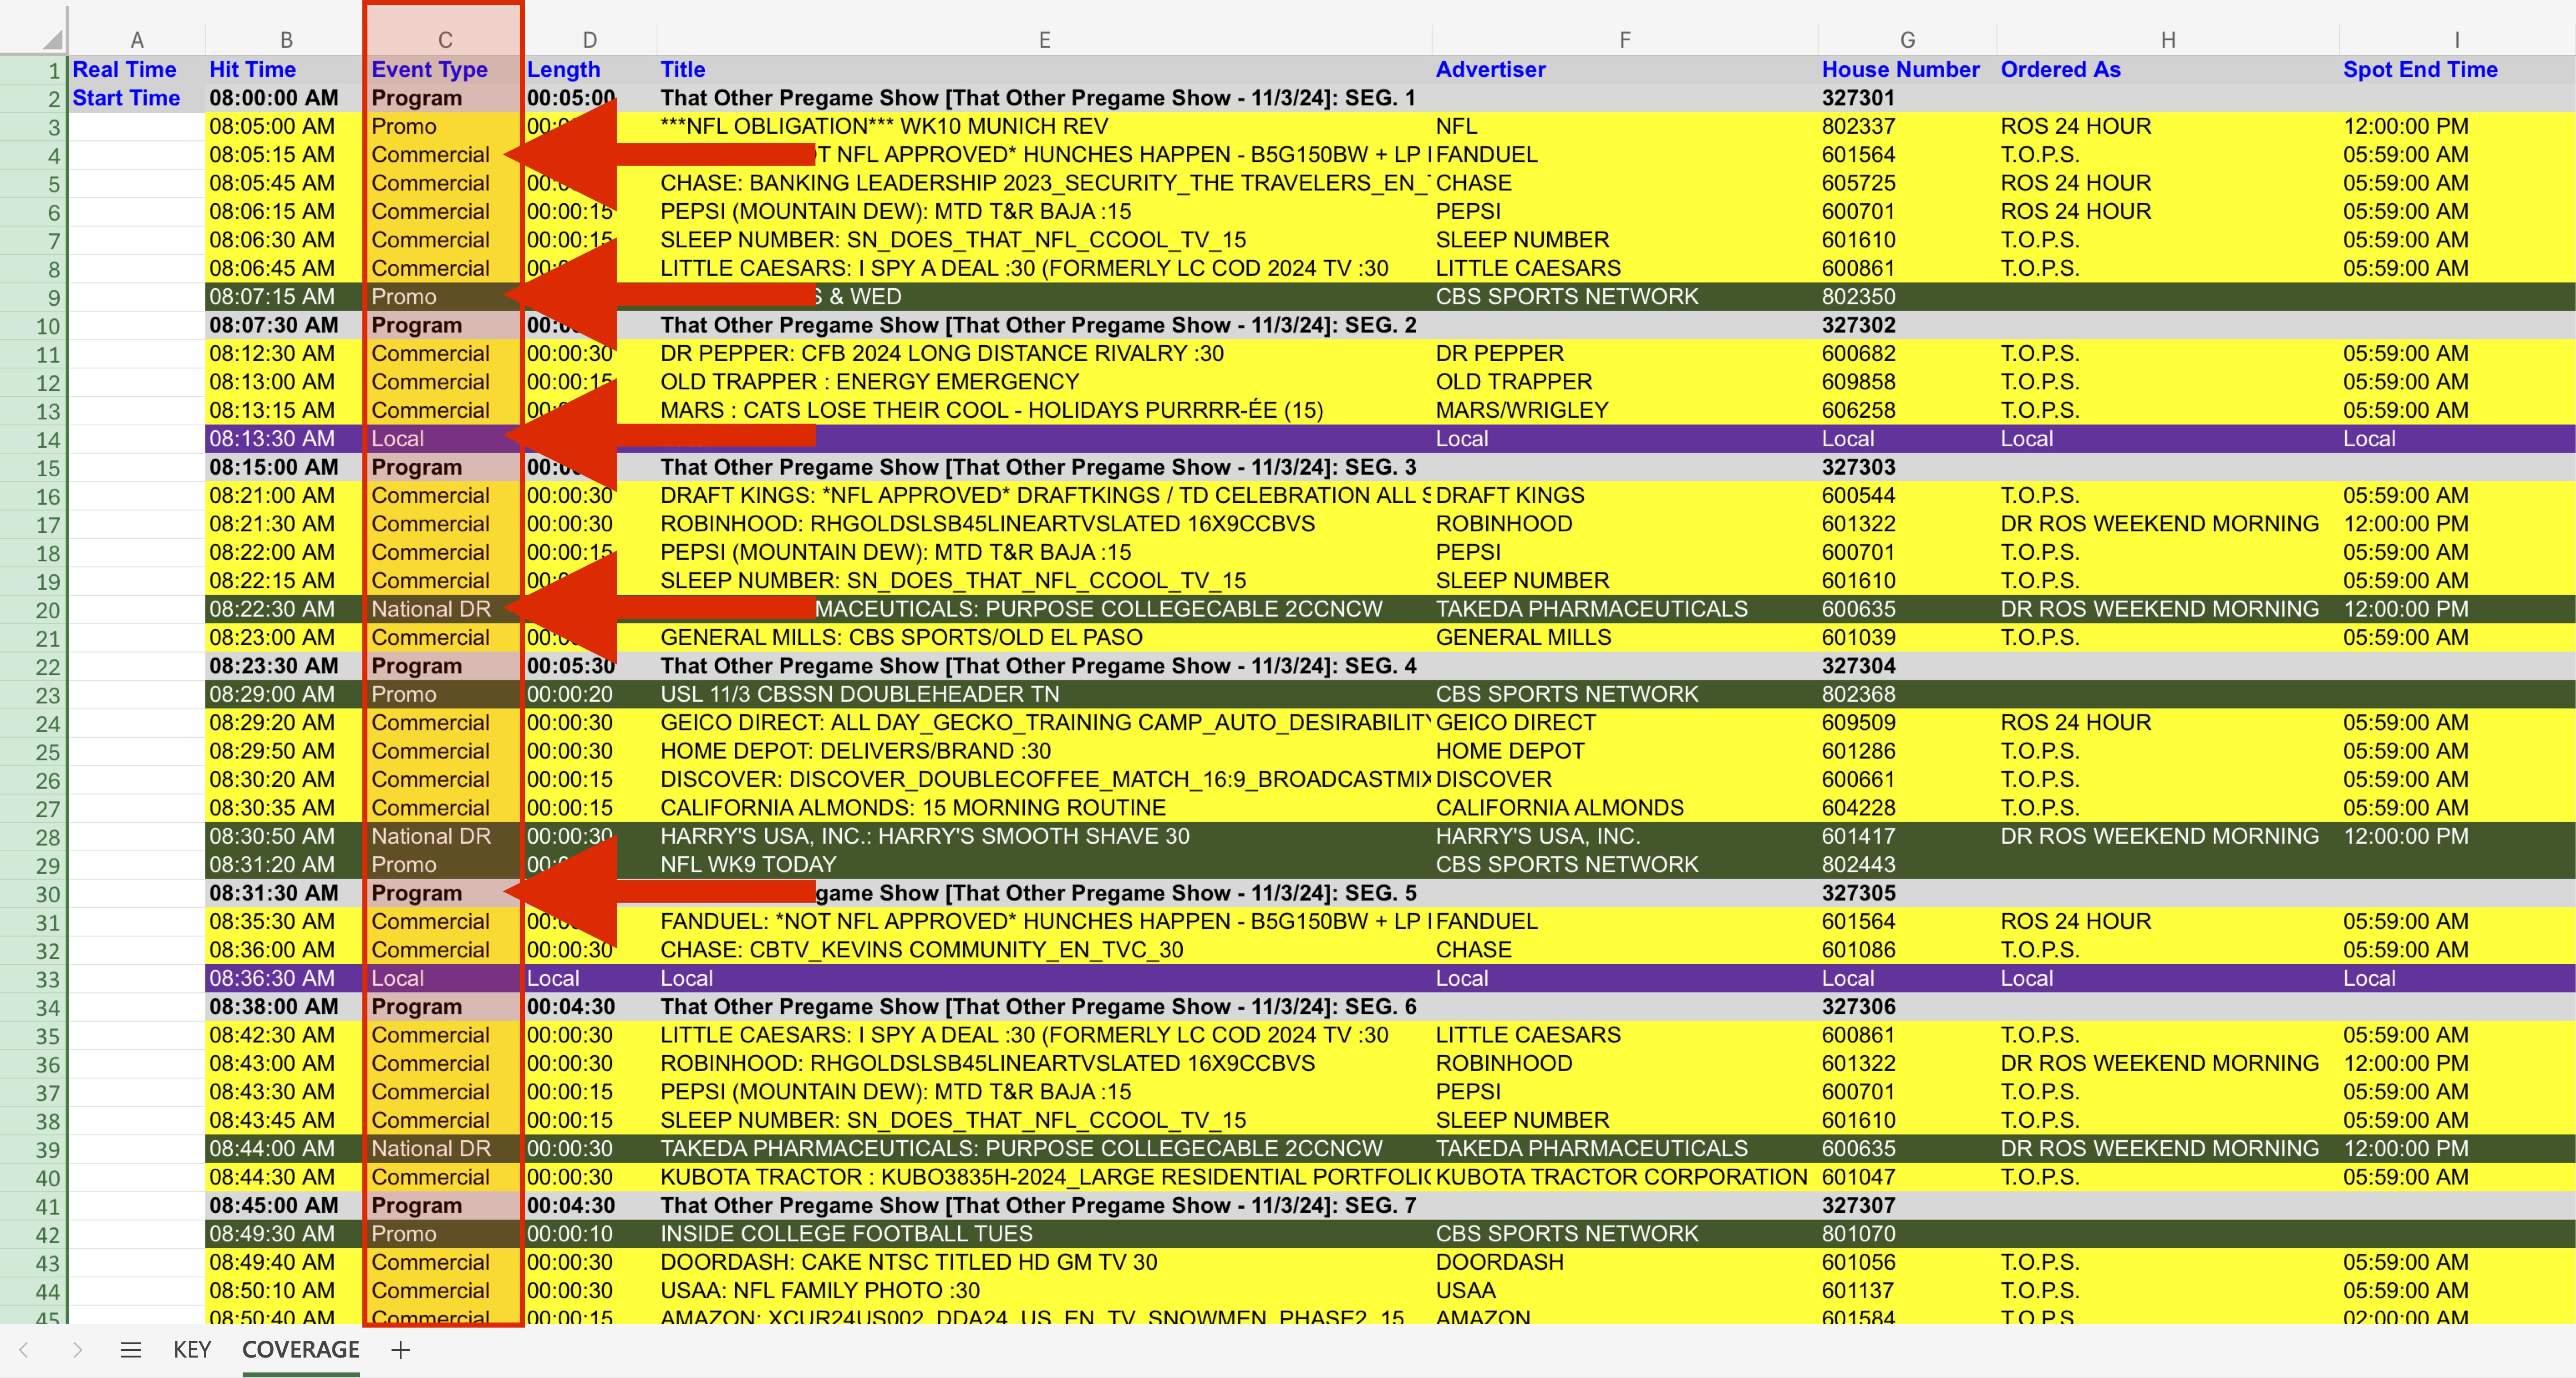 A B C D E F G H I
1 Real Time Hit Time Event Type Length Title Advertiser House Number Ordered As Spot End Time
2 Start Time 08:00:00 AM Program 00:05:00 That Other Pregame Show [That Other Pregame Show - 11/3/24]: SEG. 1 327301
3 08:05:00 AM Promo ***NFL OBLIGATION*** WK10 MUNICH REV NFL 802337 ROS 24 HOUR 12:00:00 PM
4 08:05:15 AM Commercial NFL APPROVED* HUNCHES HAPPEN - B5G150BW + LP FANDUEL 601564 T.O.P.S. 05:59:00 AM
5 08:05:45 AM Commercial CHASE: BANKING LEADERSHIP 2023_SECURITY_THE TRAVELERS_EN_ CHASE 605725 ROS 24 HOUR 05:59:00 AM
6 08:06:15 AM Commercial 00:00:15 PEPSI (MOUNTAIN DEW): MTD T&R BAJA :15 PEPSI 600701 ROS 24 HOUR 05:59:00 AM
7 08:06:30 AM Commercial 00:00:15 SLEEP NUMBER: SN_DOES_THAT_NFL_CCOOL_TV_15 SLEEP NUMBER 601610 T.O.P.S. 05:59:00 AM
8 08:06:45 AM Commercial LITTLE CAESARS: I SPY A DEAL :30 (FORMERLY LC COD 2024 TV :30 LITTLE CAESARS 600861 T.O.P.S. 05:59:00 AM
9 08:07:15 AM Promo & WED CBS SPORTS NETWORK 802350
10 08:07:30 AM Program That Other Pregame Show [That Other Pregame Show - 11/3/24]: SEG. 2 327302
11 08:12:30 AM Commercial 00:00:30 DR PEPPER: CFB 2024 LONG DISTANCE RIVALRY :30 DR PEPPER 600682 T.O.P.S. 05:59:00 AM
12 08:13:00 AM Commercial 00:00:15 OLD TRAPPER : ENERGY EMERGENCY OLD TRAPPER 609858 T.O.P.S. 05:59:00 AM
13 08:13:15 AM Commercial MARS : CATS LOSE THEIR COOL - HOLIDAYS PURRRR-ÉE (15) MARS/WRIGLEY 606258 T.O.P.S. 05:59:00 AM
14 08:13:30 AM Local Local Local Local Local
15 08:15:00 AM Program That Other Pregame Show [That Other Pregame Show - 11/3/24]: SEG. 3 327303
16 08:21:00 AM Commercial 00:00:30 DRAFT KINGS: *NFL APPROVED* DRAFTKINGS / TD CELEBRATION ALL S DRAFT KINGS 600544 T.O.P.S. 05:59:00 AM
17 08:21:30 AM Commercial 00:00:30 ROBINHOOD: RHGOLDSLSB45LINEARTVSLATED 16X9CCBVS ROBINHOOD 601322 DR ROS WEEKEND MORNING 12:00:00 PM
18 08:22:00 AM Commercial 00:00:15 PEPSI (MOUNTAIN DEW): MTD T&R BAJA :15 PEPSI 600701 T.O.P.S. 05:59:00 AM
19 08:22:15 AM Commercial SLEEP NUMBER: SN_DOES_THAT_NFL_CCOOL_TV_15 SLEEP NUMBER 601610 T.O.P.S. 05:59:00 AM
20 08:22:30 AM National DR MACEUTICALS: PURPOSE COLLEGECABLE 2CCNCW TAKEDA PHARMACEUTICALS 600635 DR ROS WEEKEND MORNING 12:00:00 PM
21 08:23:00 AM Commercial GENERAL MILLS: CBS SPORTS/OLD EL PASO GENERAL MILLS 601039 T.O.P.S. 05:59:00 AM
22 08:23:30 AM Program 00:05:30 That Other Pregame Show [That Other Pregame Show - 11/3/24]: SEG. 4 327304
23 08:29:00 AM Promo 00:00:20 USL 11/3 CBSSN DOUBLEHEADER TN CBS SPORTS NETWORK 802368
24 08:29:20 AM Commercial 00:00:30 GEICO DIRECT: ALL DAY_GECKO_TRAINING CAMP_AUTO_DESIRABILITY GEICO DIRECT 609509 ROS 24 HOUR 05:59:00 AM
25 08:29:50 AM Commercial 00:00:30 HOME DEPOT: DELIVERS/BRAND :30 HOME DEPOT 601286 T.O.P.S. 05:59:00 AM
26 08:30:20 AM Commercial 00:00:15 DISCOVER: DISCOVER_DOUBLECOFFEE_MATCH_16:9_BROADCASTMIX DISCOVER 600661 T.O.P.S. 05:59:00 AM
27 08:30:35 AM Commercial 00:00:15 CALIFORNIA ALMONDS: 15 MORNING ROUTINE CALIFORNIA ALMONDS 604228 T.O.P.S. 05:59:00 AM
28 08:30:50 AM National DR 00:00:30 HARRY'S USA, INC.: HARRY'S SMOOTH SHAVE 30 HARRY'S USA, INC. 601417 DR ROS WEEKEND MORNING 12:00:00 PM
29 08:31:20 AM Promo NFL WK9 TODAY CBS SPORTS NETWORK 802443
30 08:31:30 AM Program game Show [That Other Pregame Show - 11/3/24]: SEG. 5 327305
31 08:35:30 AM Commercial FANDUEL: *NOT NFL APPROVED* HUNCHES HAPPEN - B5G150BW + LP FANDUEL 601564 ROS 24 HOUR 05:59:00 AM
32 08:36:00 AM Commercial 00:00:30 CHASE: CBTV_KEVINS COMMUNITY_EN_TVC_30 CHASE 601086 T.O.P.S. 05:59:00 AM
33 08:36:30 AM Local Local Local Local Local Local Local
34 08:38:00 AM Program 00:04:30 That Other Pregame Show [That Other Pregame Show - 11/3/24]: SEG. 6 327306
35 08:42:30 AM Commercial 00:00:30 LITTLE CAESARS: I SPY A DEAL :30 (FORMERLY LC COD 2024 TV :30 LITTLE CAESARS 600861 T.O.P.S. 05:59:00 AM
36 08:43:00 AM Commercial 00:00:30 ROBINHOOD: RHGOLDSLSB45LINEARTVSLATED 16X9CCBVS ROBINHOOD 601322 DR ROS WEEKEND MORNING 12:00:00 PM
37 08:43:30 AM Commercial 00:00:15 PEPSI (MOUNTAIN DEW): MTD T&R BAJA :15 PEPSI 600701 T.O.P.S. 05:59:00 AM
38 08:43:45 AM Commercial 00:00:15 SLEEP NUMBER: SN_DOES_THAT_NFL_CCOOL_TV_15 SLEEP NUMBER 601610 T.O.P.S. 05:59:00 AM
39 08:44:00 AM National DR 00:00:30 TAKEDA PHARMACEUTICALS: PURPOSE COLLEGECABLE 2CCNCW TAKEDA PHARMACEUTICALS 600635 DR ROS WEEKEND MORNING 12:00:00 PM
40 08:44:30 AM Commercial 00:00:30 KUBOTA TRACTOR : KUBO3835H-2024_LARGE RESIDENTIAL PORTFOLIO KUBOTA TRACTOR CORPORATION 601047 T.O.P.S. 05:59:00 AM
41 08:45:00 AM Program 00:04:30 That Other Pregame Show [That Other Pregame Show - 11/3/24]: SEG. 7 327307
42 08:49:30 AM Promo 00:00:10 INSIDE COLLEGE FOOTBALL TUES CBS SPORTS NETWORK 801070
43 08:49:40 AM Commercial 00:00:30 DOORDASH: CAKE NTSC TITLED HD GM TV 30 DOORDASH 601056 T.O.P.S. 05:59:00 AM
44 08:50:10 AM Commercial 00:00:30 USAA: NFL FAMILY PHOTO :30 USAA 601137 T.O.P.S. 05:59:00 AM
45 08:50:40 AM Commercial 00:00:15 AMAZON: XCUR24US002_DDA24_US_EN_TV_SNOWMEN_PHASE2_15 AMAZON 601584 T.O.P.S. 02:00:00 AM
KEY COVERAGE